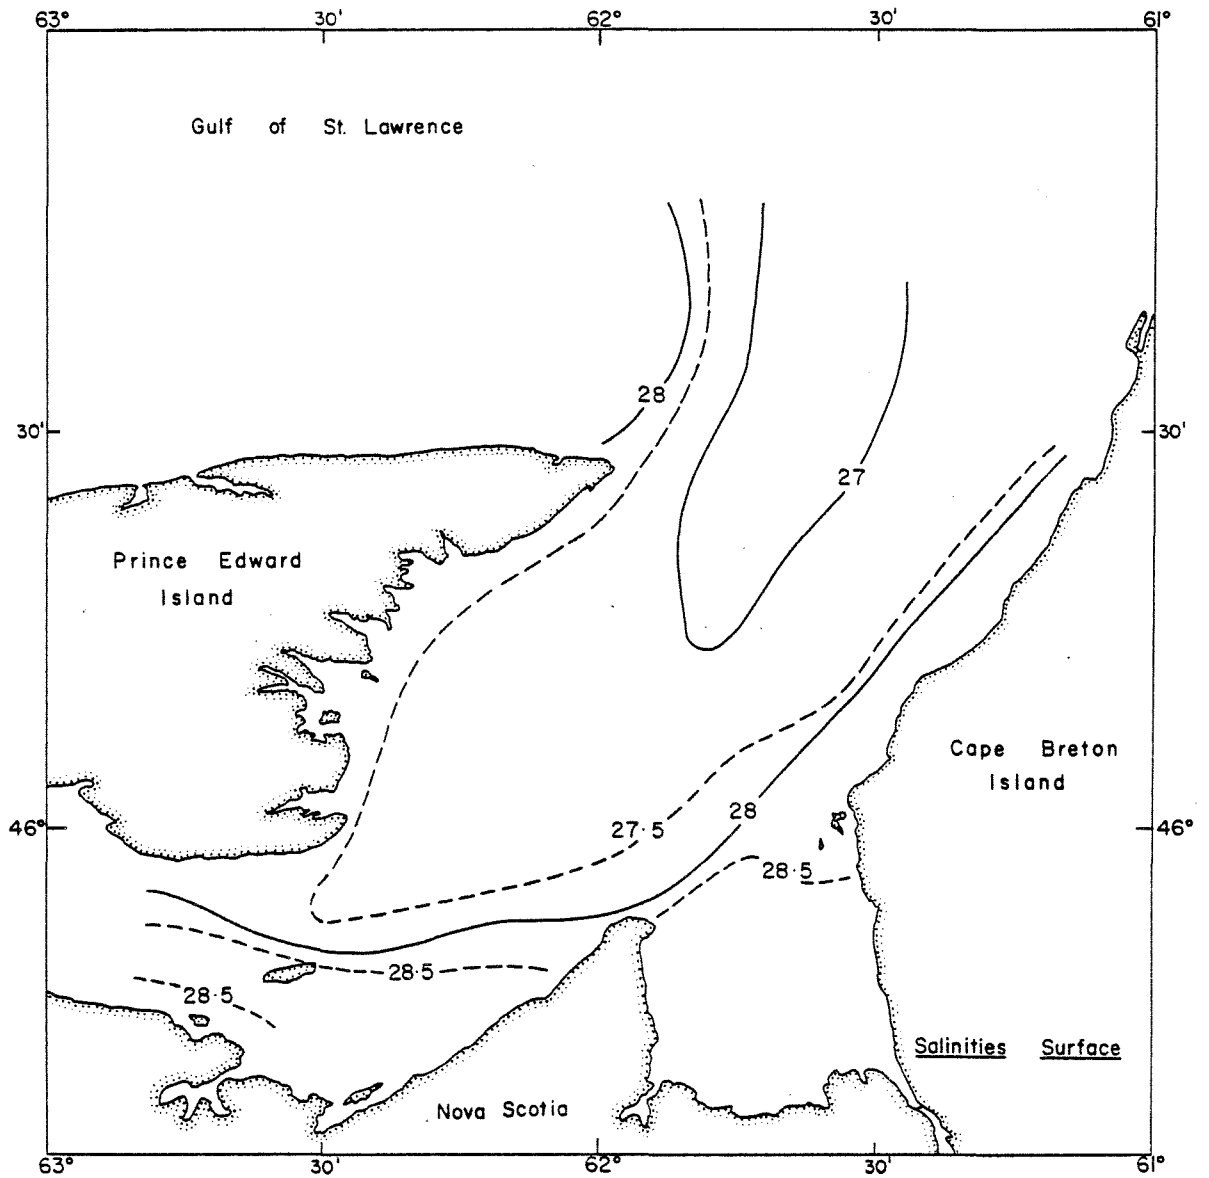 63° 30' 62° 30' 61°
Gulf of St. Lawrence
28
30' 30'
27
Prince Edward
Island
Cape Breton
Island
28
46° 27·5 46°
28·5
28·5
28·5
Salinities Surface
Nova Scotia
63° 30' 62° 30' 61°